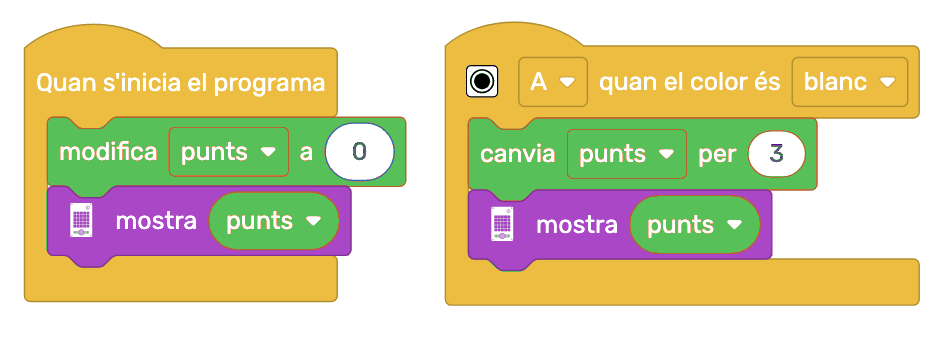 Quan s'inicia el programa
modifica punts a 0
mostra punts
A quan el color és blanc
canvia punts per 3
mostra punts